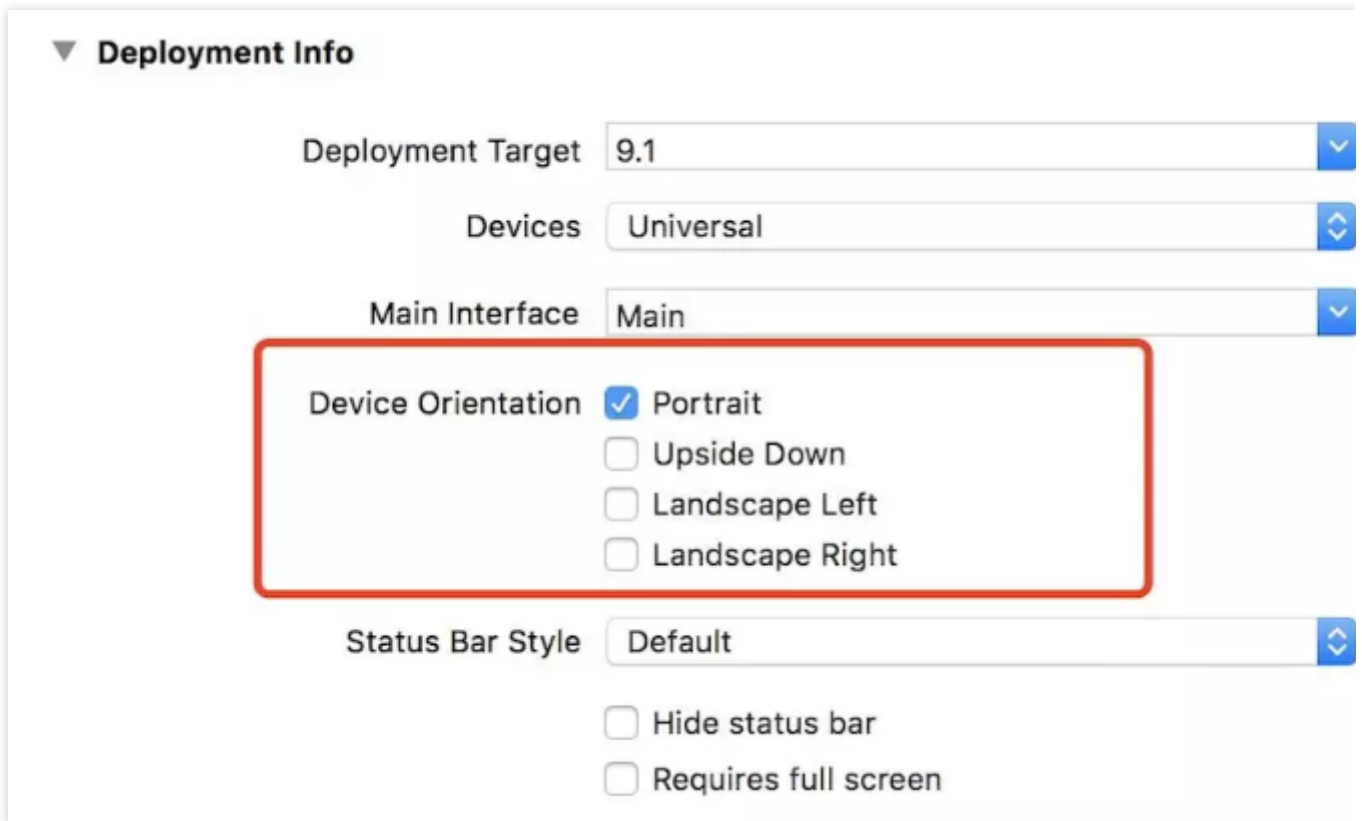 Deployment Info
Deployment Target 9.1
Devices Universal
Main Interface Main
Device Orientation Portrait
Upside Down
Landscape Left
Landscape Right
Status Bar Style Default
Hide status bar
Requires full screen